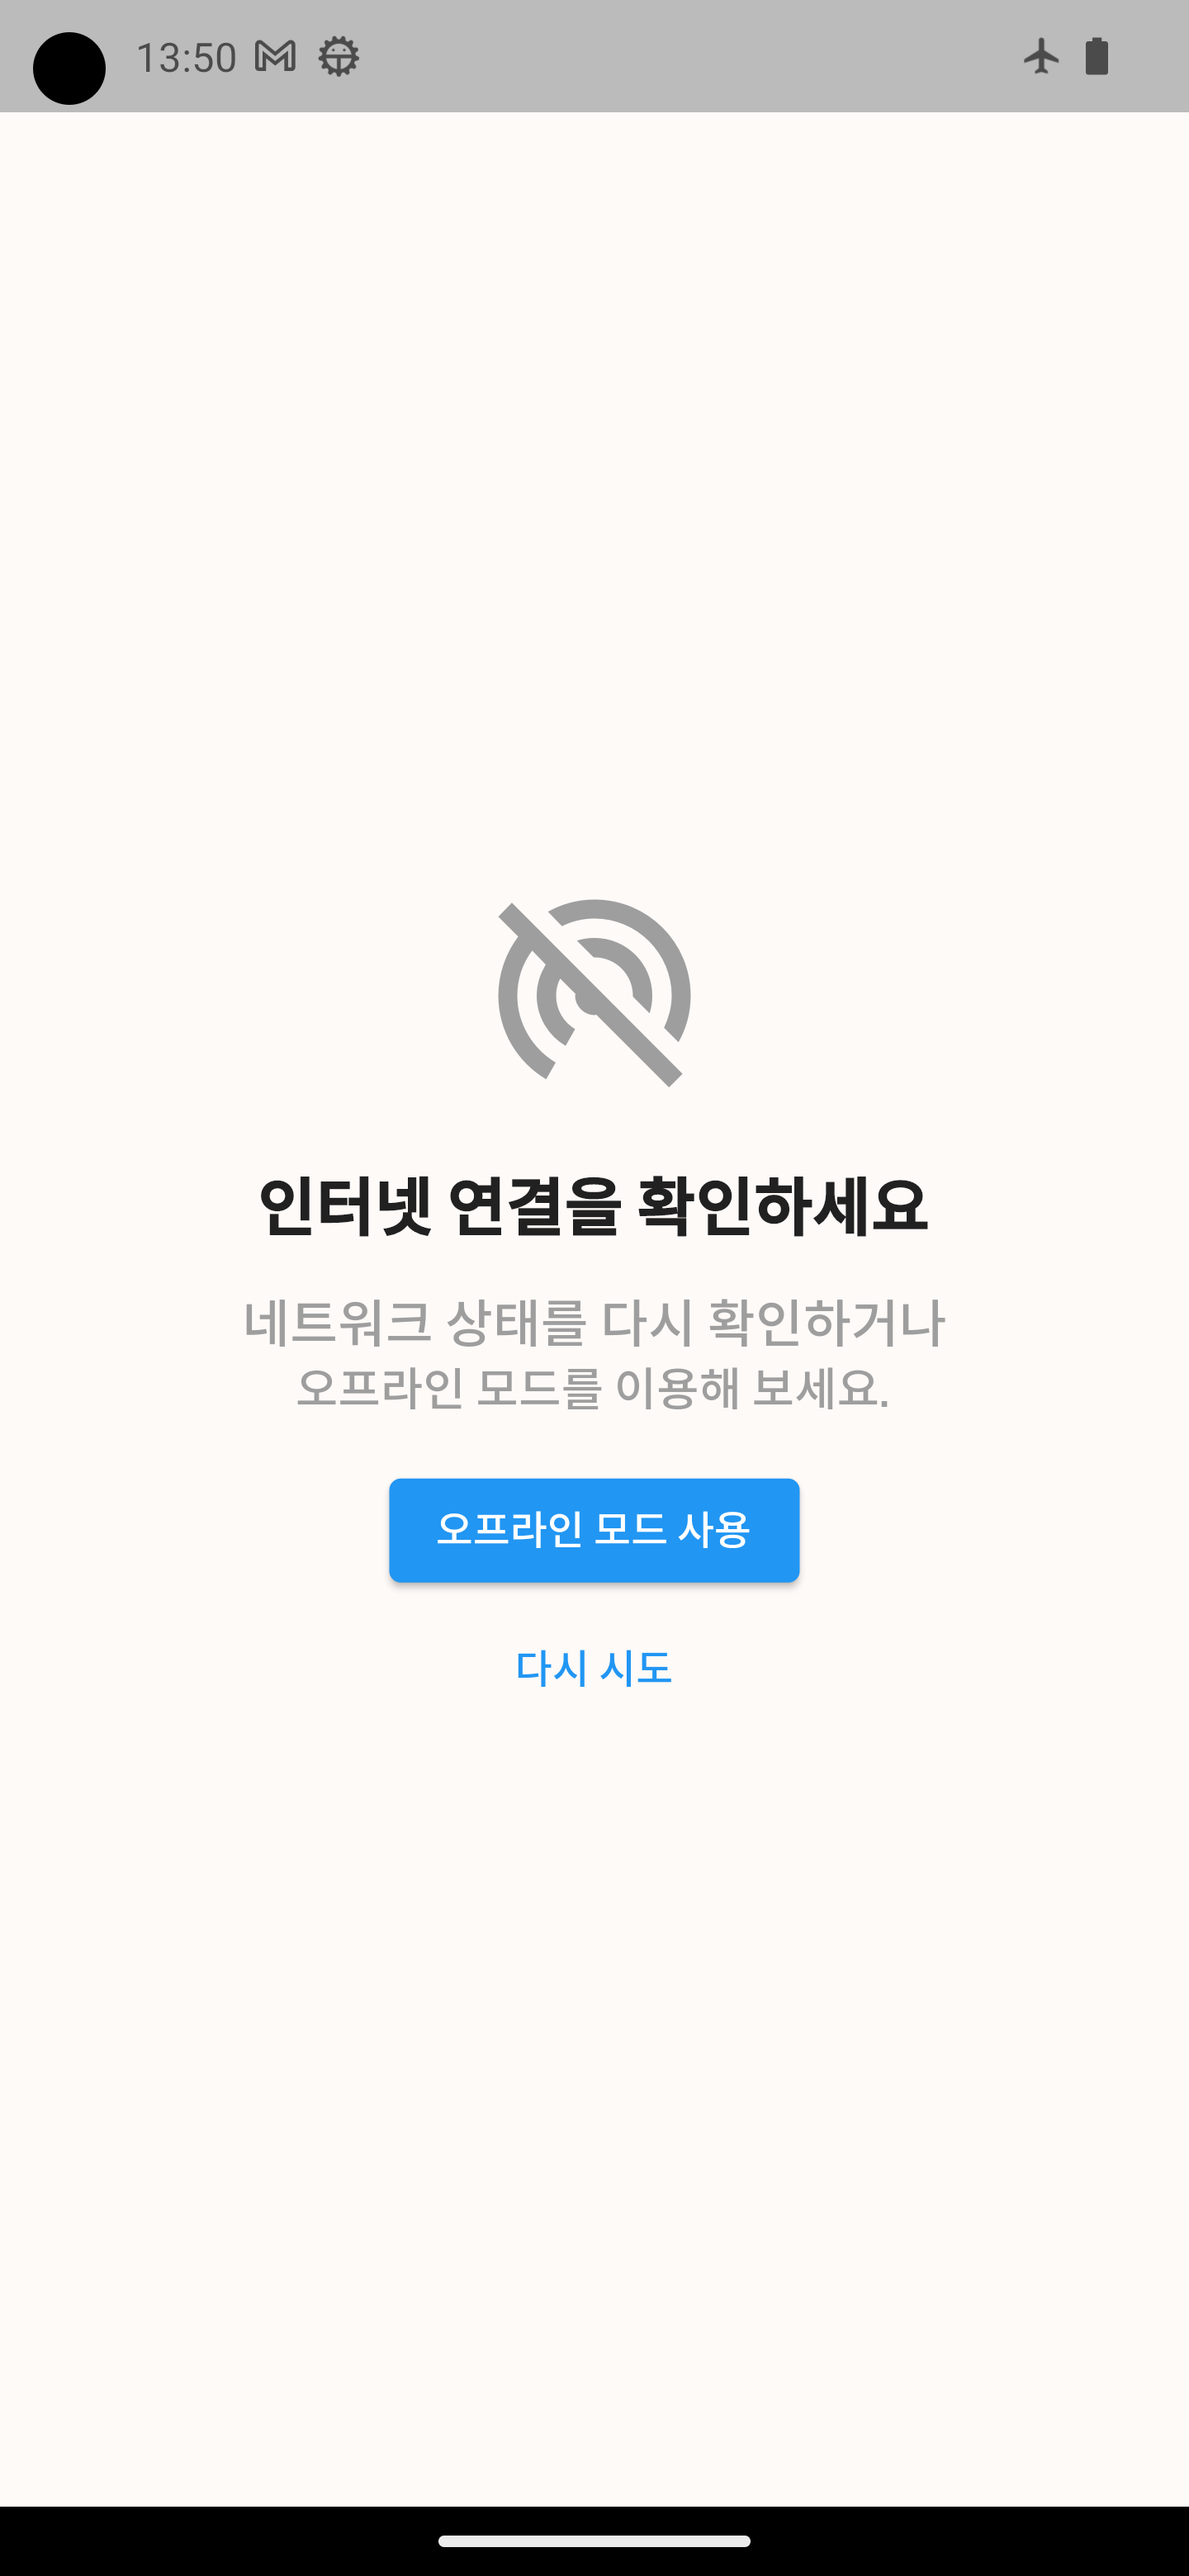 13:50
인터넷 연결을 확인하세요
네트워크 상태를 다시 확인하거나
오프라인 모드를 이용해 보세요.
오프라인 모드 사용
다시 시도